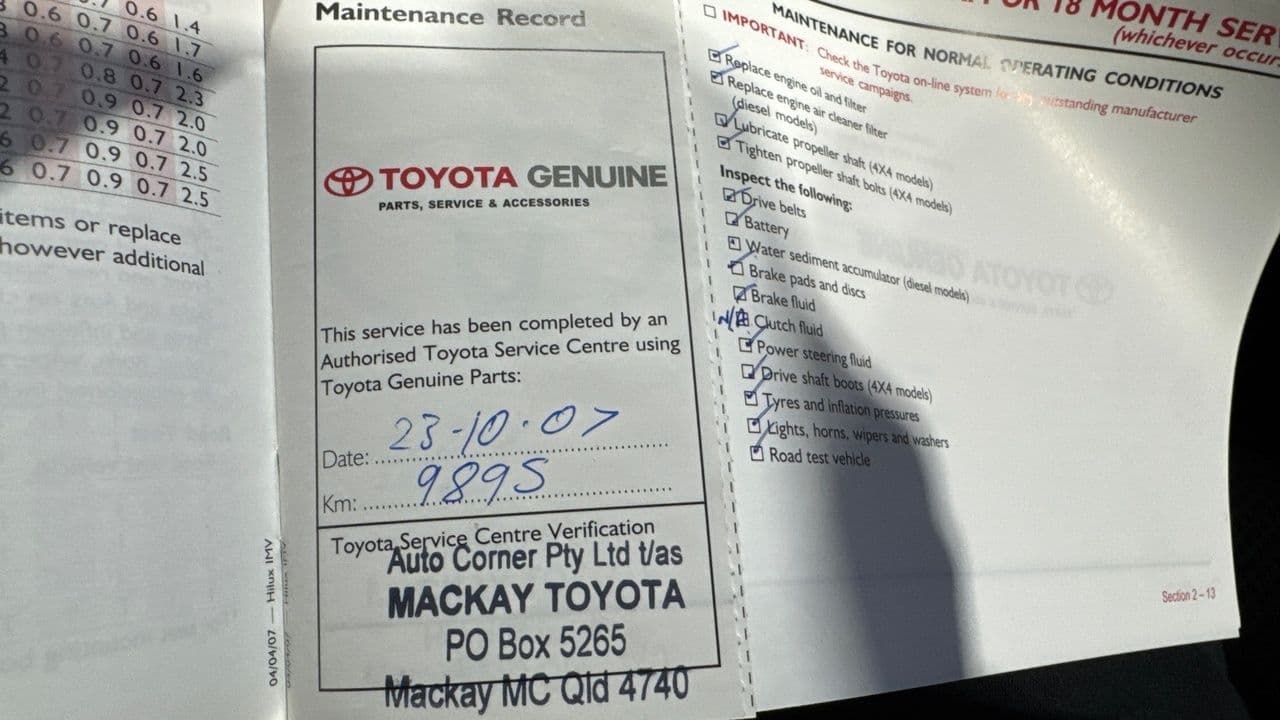 0.6 1.4
0.6 0.7 0.6 1.7
0.6 0.7 0.6 1.6
0.7 0.8 0.7 2.3
0.7 0.9 0.7 2.0
0.7 0.9 0.7 2.0
6 0.7 0.9 0.7 2.5
6 0.7 0.9 0.7 2.5
items or replace
however additional
04/04/07 — Hilux IMV
Maintenance Record
TOYOTA GENUINE
PARTS, SERVICE & ACCESSORIES
This service has been completed by an
Authorised Toyota Service Centre using
Toyota Genuine Parts:
Date: 23-10.07
Km: 9895
Toyota Service Centre Verification
Auto Corner Pty Ltd t/as
MACKAY TOYOTA
PO Box 5265
Mackay MC Qld 4740
18 MONTH SER
(whichever occur
MAINTENANCE FOR NORMAL OPERATING CONDITIONS
IMPORTANT: Check the Toyota on-line system for any outstanding manufacturer
service campaigns.
Replace engine oil and filter
Replace engine air cleaner filter
(diesel models)
Lubricate propeller shaft (4X4 models)
Tighten propeller shaft bolts (4X4 models)
Inspect the following:
Drive belts
Battery
Water sediment accumulator (diesel models)
Brake pads and discs
Brake fluid
N/A Clutch fluid
Power steering fluid
Drive shaft boots (4X4 models)
Tyres and inflation pressures
Lights, horns, wipers and washers
Road test vehicle
Section 2 – 13